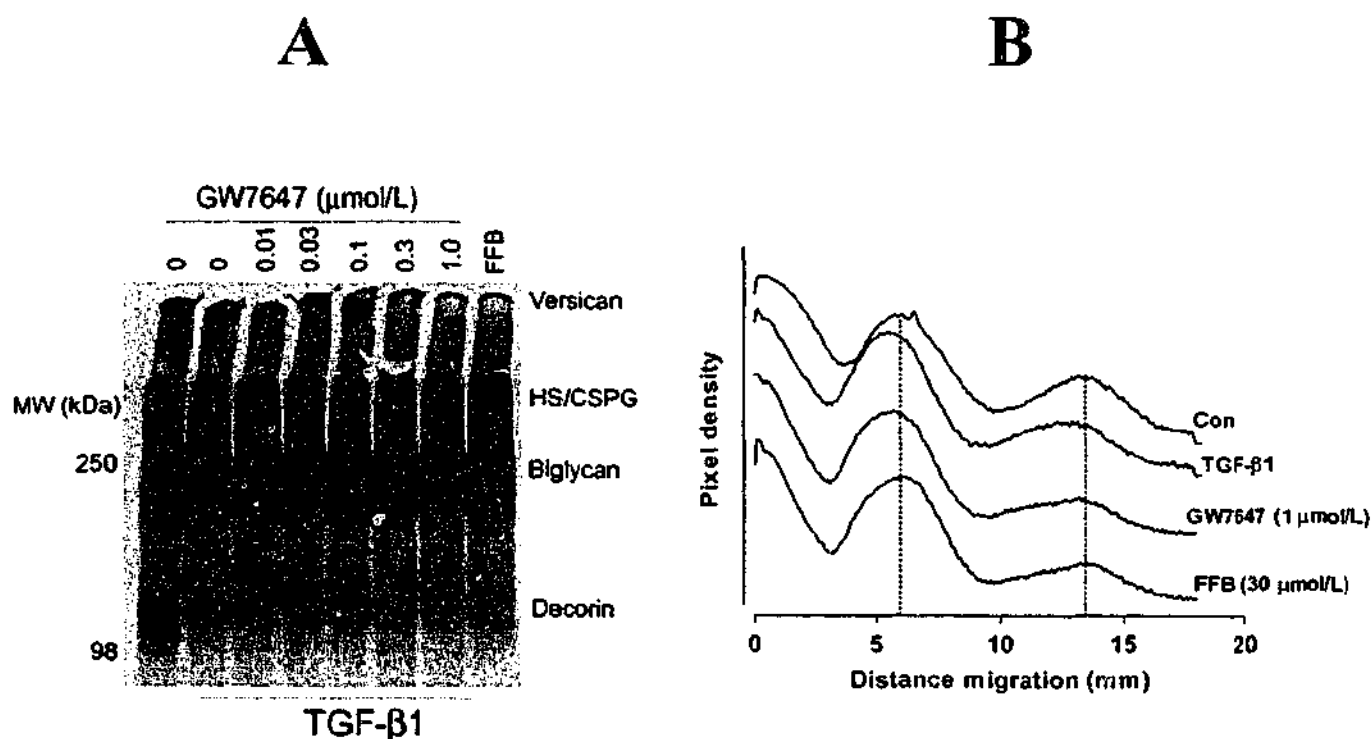 A
B
GW7647 (μmol/L)
0 0 0.01 0.03 0.1 0.3 1.0 FFB
Versican
HS/CSPG
MW (kDa)
250
Biglycan
Decorin
98
TGF-β1
Pixel density
Con
TGF-β1
GW7647 (1 μmol/L)
FFB (30 μmol/L)
0 5 10 15 20
Distance migration (mm)